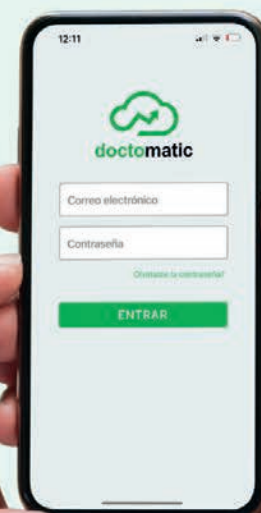 12:11
doctomatic
Correo electrónico
Contraseña
Olvidaste la contraseña?
ENTRAR